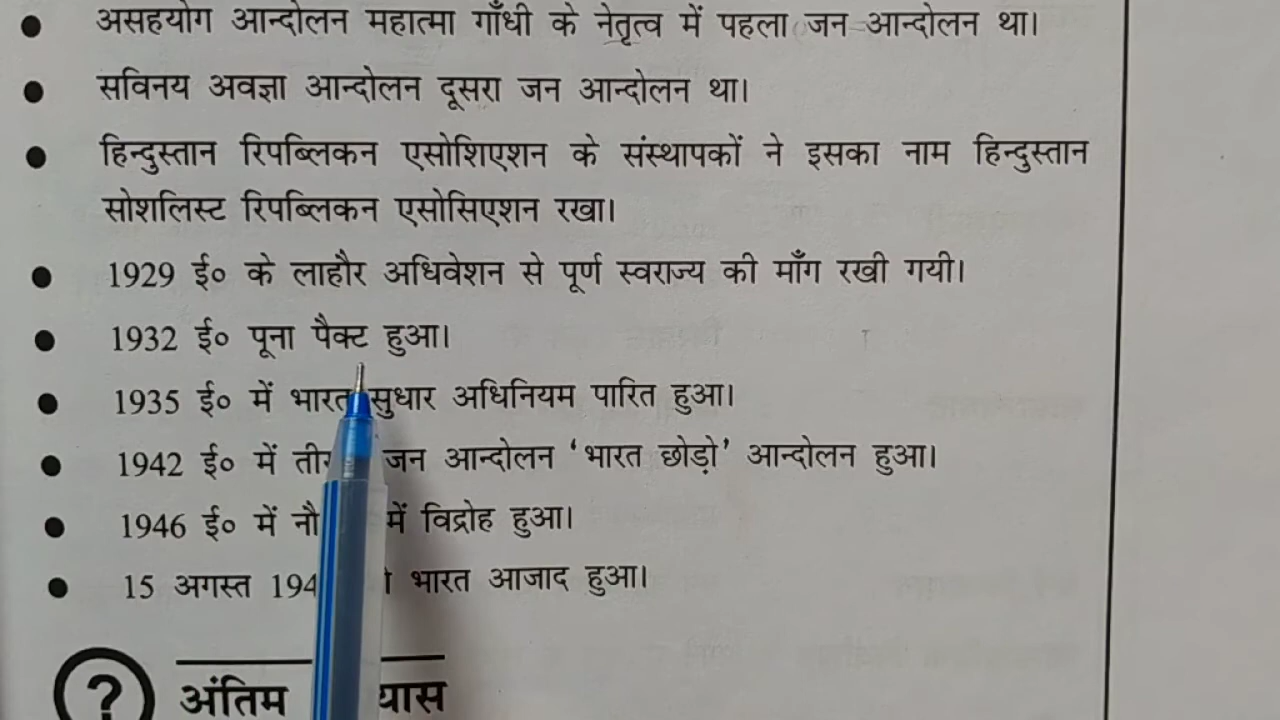 असहयोग आन्दोलन महात्मा गाँधी के नेतृत्व में पहला जन आन्दोलन था।
सविनय अवज्ञा आन्दोलन दूसरा जन आन्दोलन था।
हिन्दुस्तान रिपब्लिकन एसोशिएशन के संस्थापकों ने इसका नाम हिन्दुस्तान
सोशलिस्ट रिपब्लिकन एसोसिएशन रखा।
1929 ई० के लाहौर अधिवेशन से पूर्ण स्वराज्य की माँग रखी गयी।
1932 ई० पूना पैक्ट हुआ।
1935 ई० में भारत सुधार अधिनियम पारित हुआ।
1942 ई० में जन आन्दोलन ‘भारत छोड़ो’ आन्दोलन हुआ।
1946 ई० में में विद्रोह हुआ।
15 अगस्त भारत आजाद हुआ।
? अंतिम